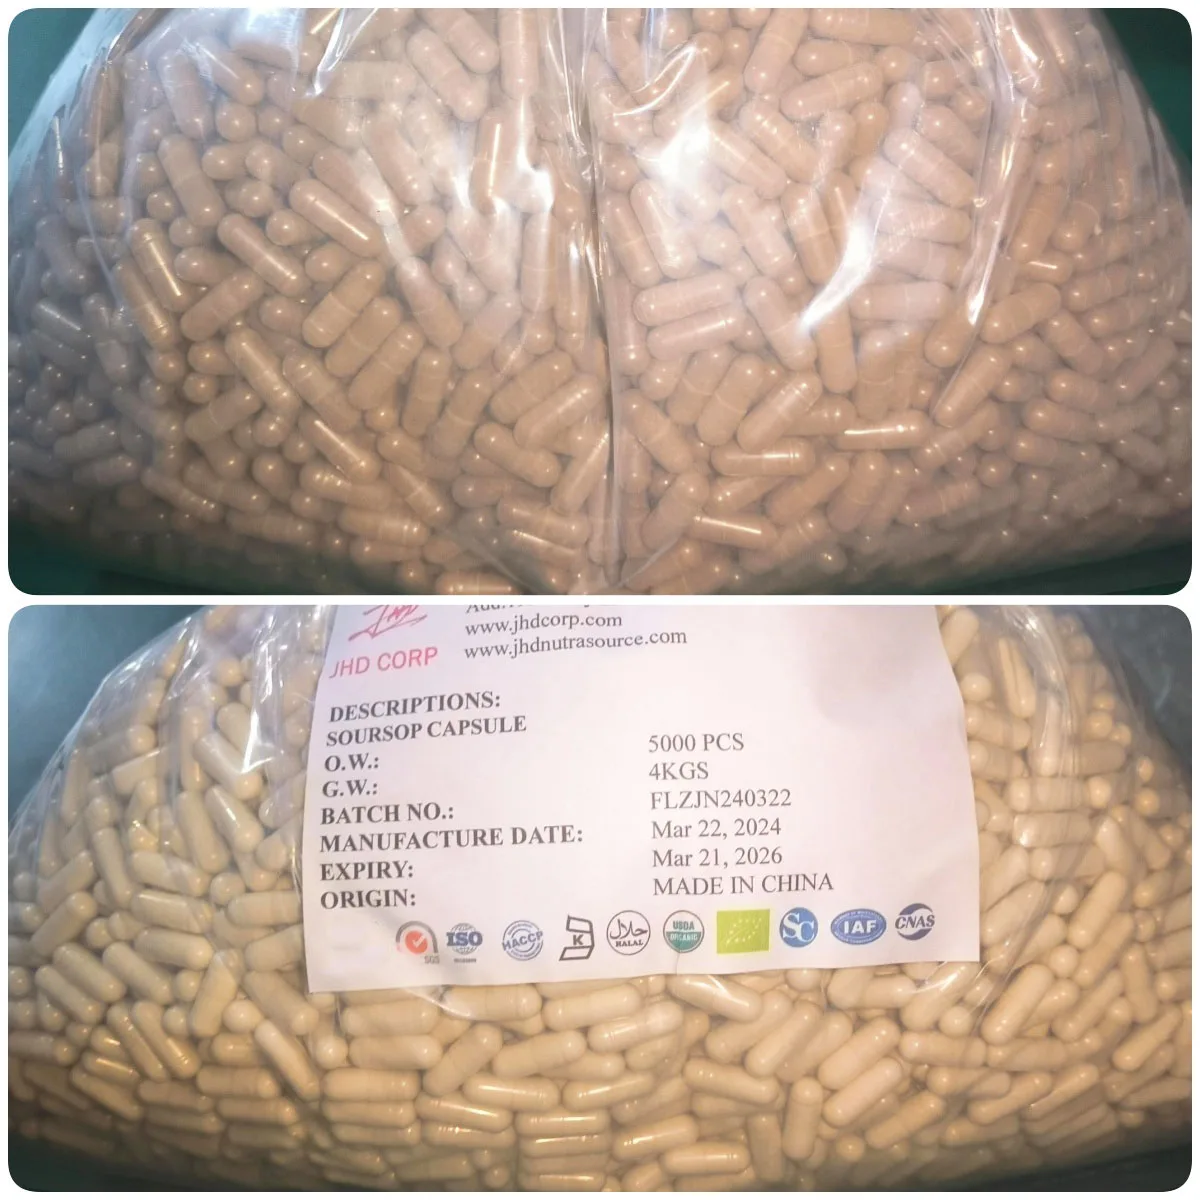 www.jhdcorp.com
www.jhdnutrasource.com
JHD CORP
DESCRIPTIONS:
SOURSOP CAPSULE
O.W.: 5000 PCS
G.W.: 4KGS
BATCH NO.: FLZJN240322
MANUFACTURE DATE: Mar 22, 2024
EXPIRY: Mar 21, 2026
ORIGIN: MADE IN CHINA
SGS
ISO
HACCP
K
حلال
HALAL
USDA
ORGANIC
SC
IAF
CNAS